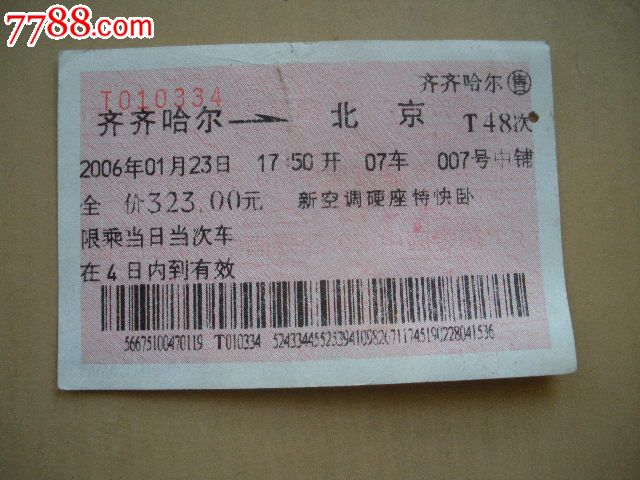 7788.com
T010334
齐齐哈尔售
齐齐哈尔 北京 T48次
2006年01月23日 17:50开 07车 007号中铺
全 价323.00元 新空调硬座特快卧
限乘当日当次车
在4日内到有效
T010334